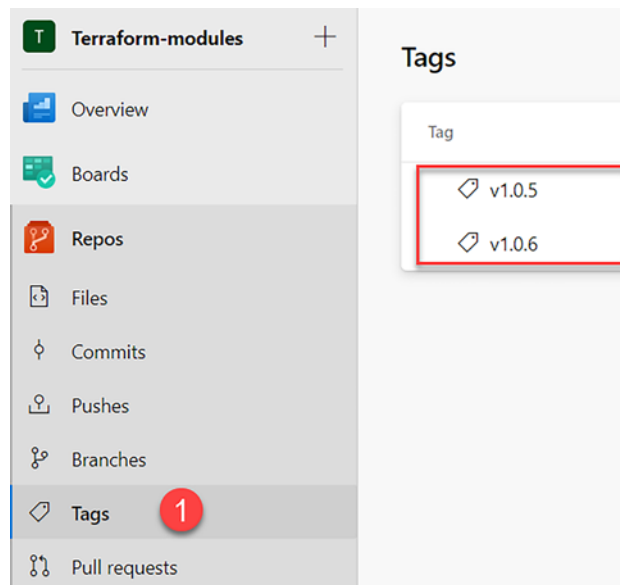 T Terraform-modules +
Overview
Boards
Repos
Files
Commits
Pushes
Branches
Tags 1
Pull requests
Tags
Tag
v1.0.5
v1.0.6